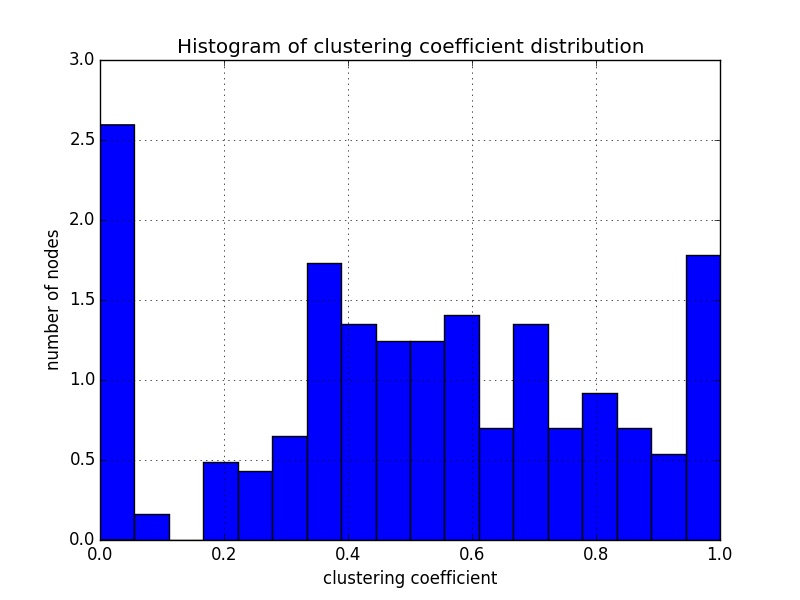 Histogram of clustering coefficient distribution
3.0
2.5
2.0
1.5
1.0
0.5
0.0
number of nodes
0.0 0.2 0.4 0.6 0.8 1.0
clustering coefficient